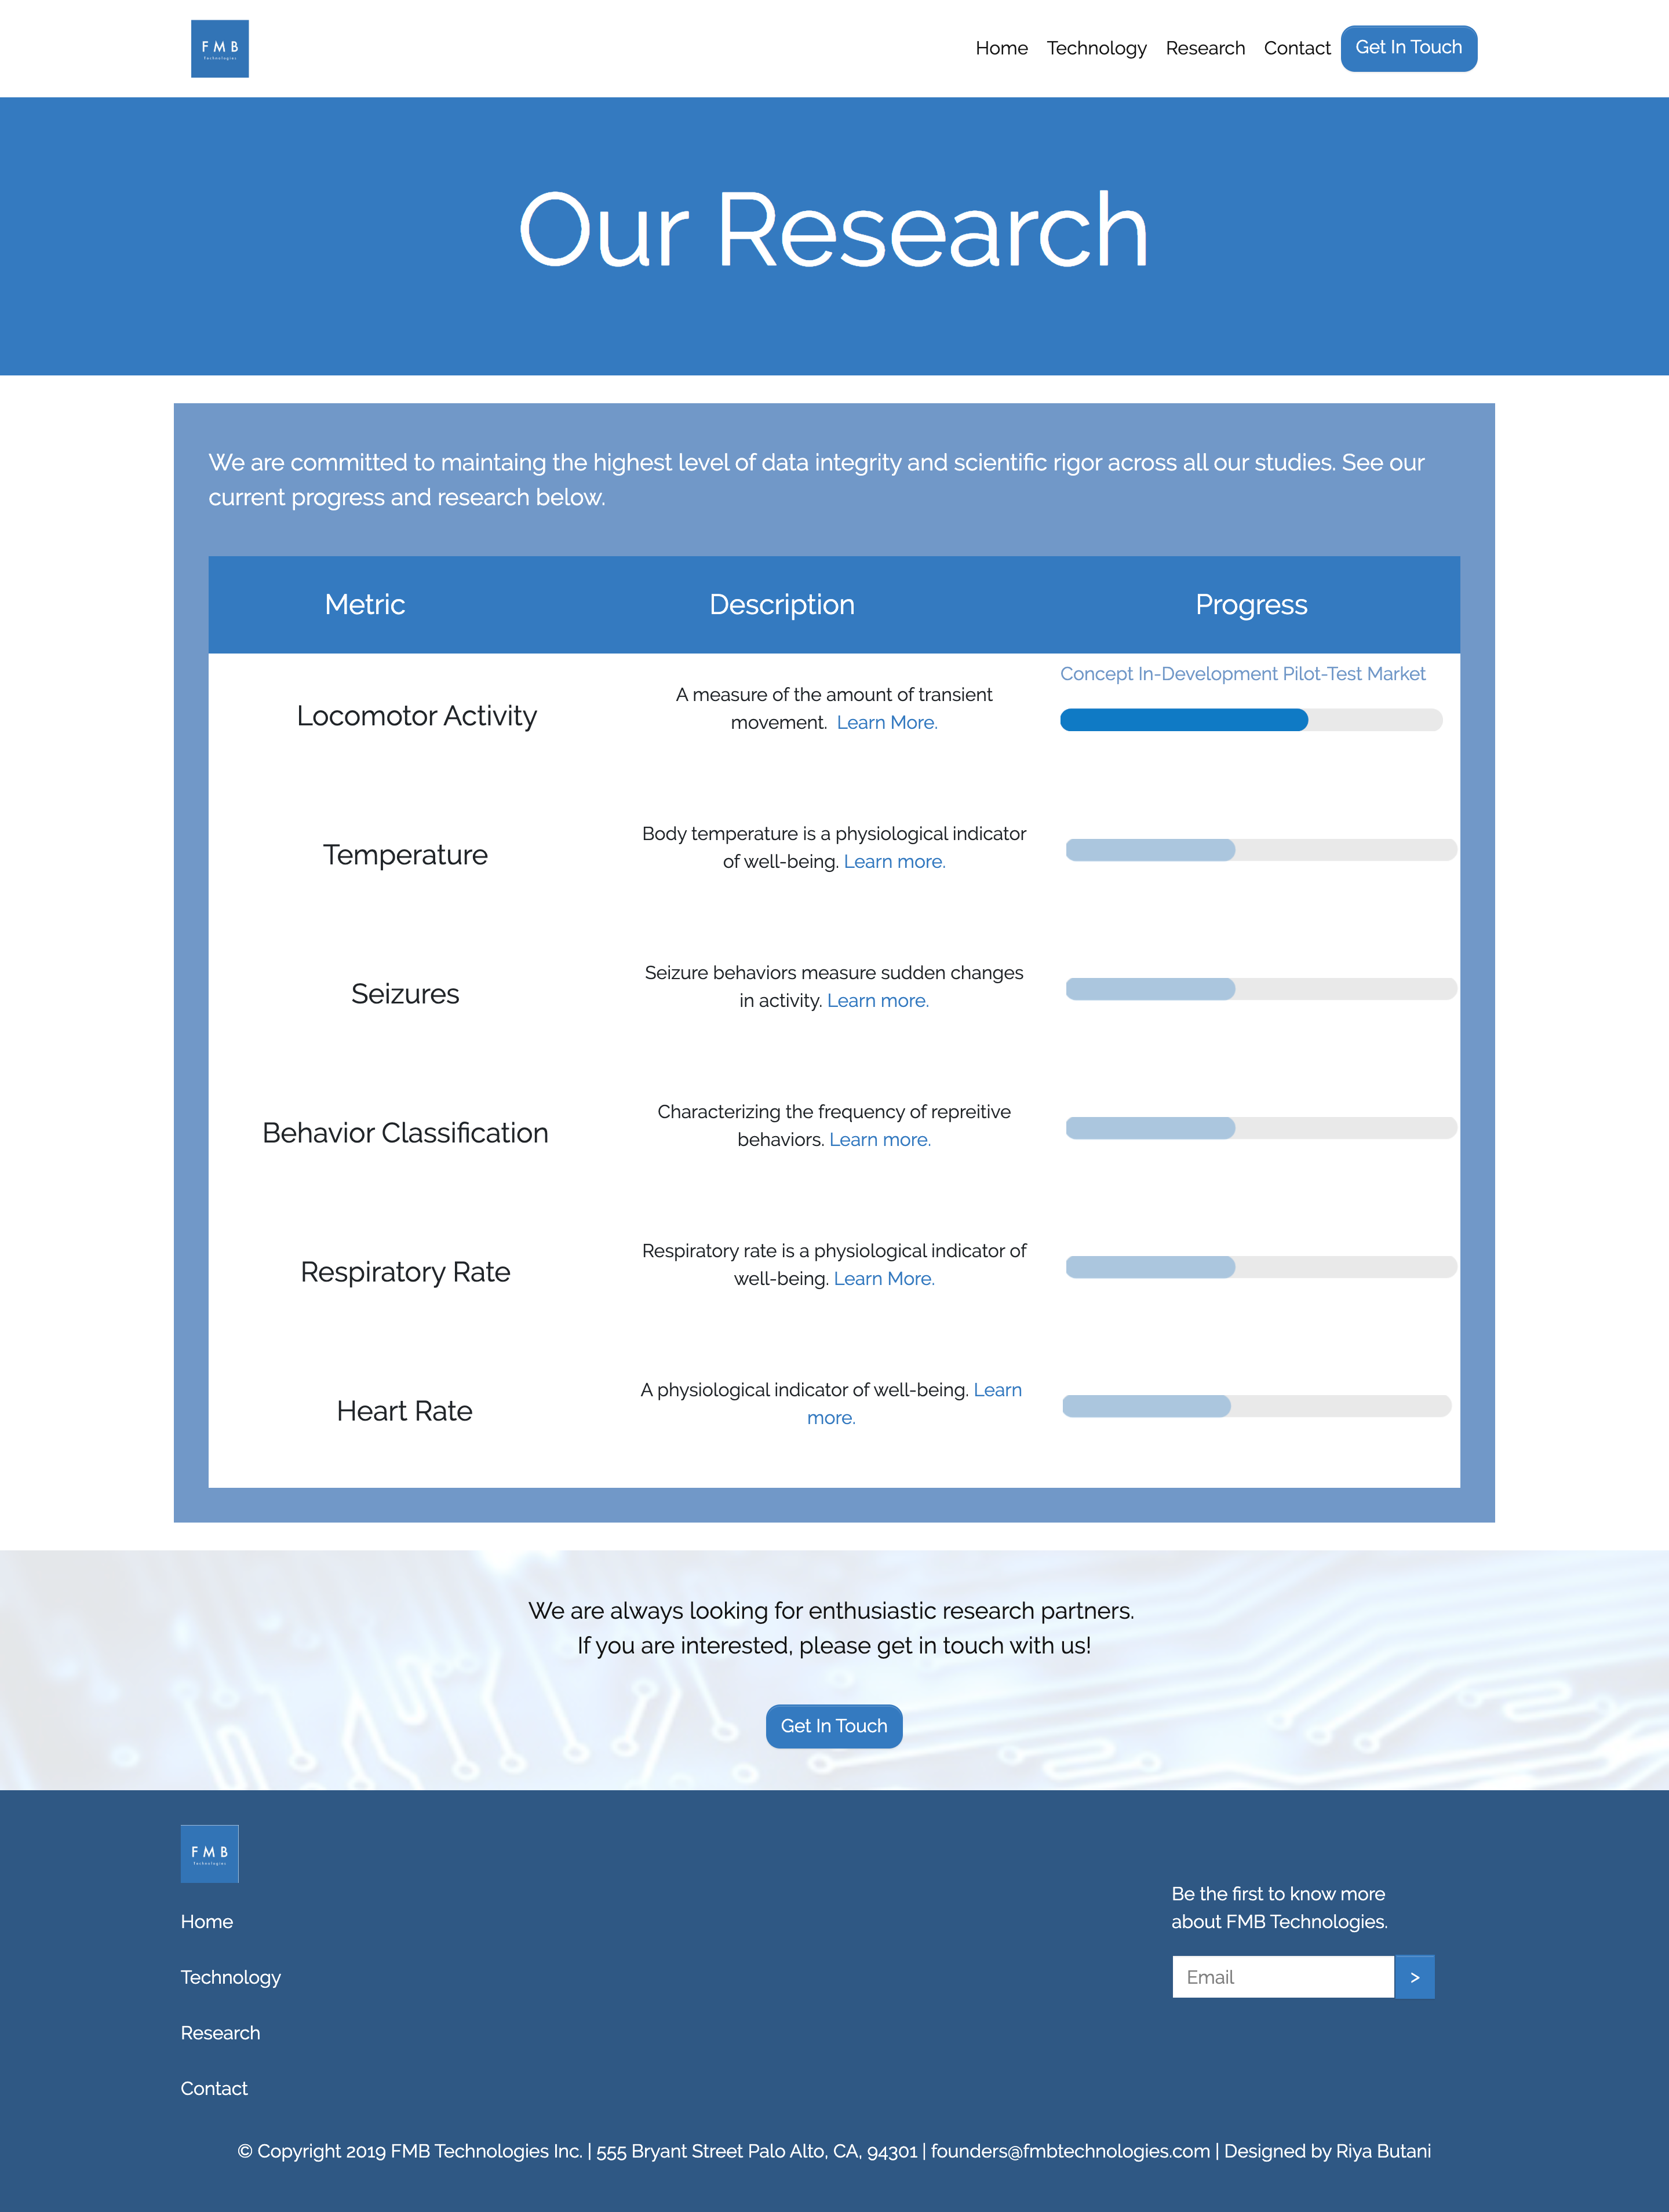 F M B
Technologies
Home Technology Research Contact Get In Touch
Our Research
We are committed to maintaing the highest level of data integrity and scientific rigor across all our studies. See our
current progress and research below.
Metric Description Progress
Concept In-Development Pilot-Test Market
Locomotor Activity
A measure of the amount of transient
movement. Learn More.
Temperature
Body temperature is a physiological indicator
of well-being. Learn more.
Seizures
Seizure behaviors measure sudden changes
in activity. Learn more.
Behavior Classification
Characterizing the frequency of repreitive
behaviors. Learn more.
Respiratory Rate
Respiratory rate is a physiological indicator of
well-being. Learn More.
Heart Rate
A physiological indicator of well-being. Learn
more.
We are always looking for enthusiastic research partners.
If you are interested, please get in touch with us!
Get In Touch
F M B
Technologies
Home
Technology
Research
Contact
Be the first to know more
about FMB Technologies.
Email >
© Copyright 2019 FMB Technologies Inc. | 555 Bryant Street Palo Alto, CA, 94301 | founders@fmbtechnologies.com | Designed by Riya Butani